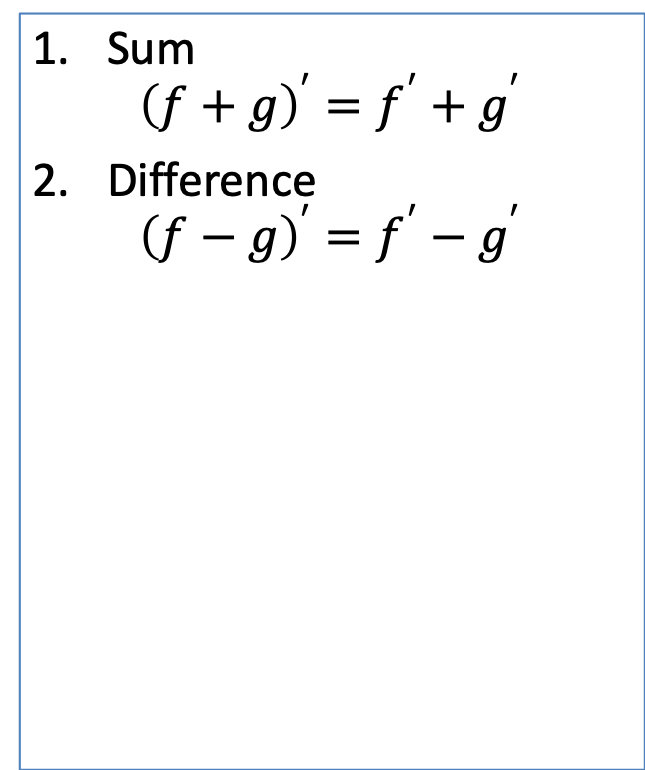 1. Sum
(f + g)′ = f′ + g′
2. Difference
(f − g)′ = f′ − g′